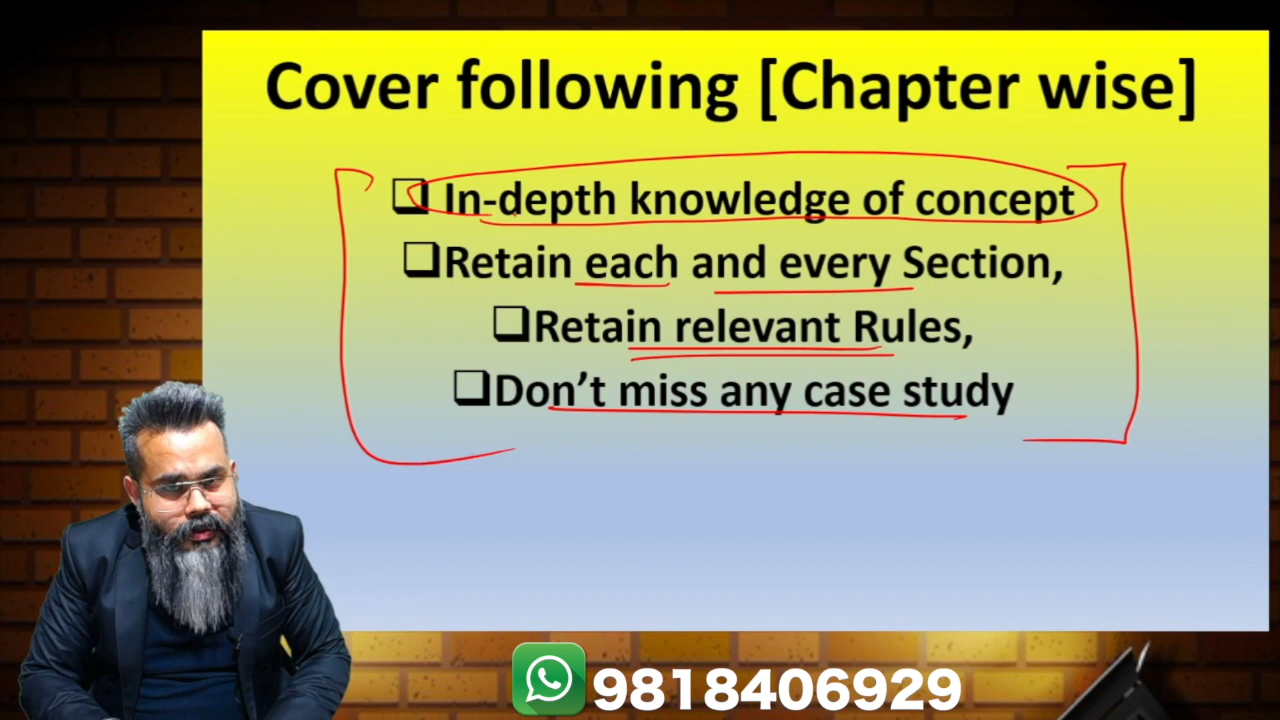 Cover following [Chapter wise]
❑ In-depth knowledge of concept
❑Retain each and every Section,
❑Retain relevant Rules,
❑Don’t miss any case study
9818406929